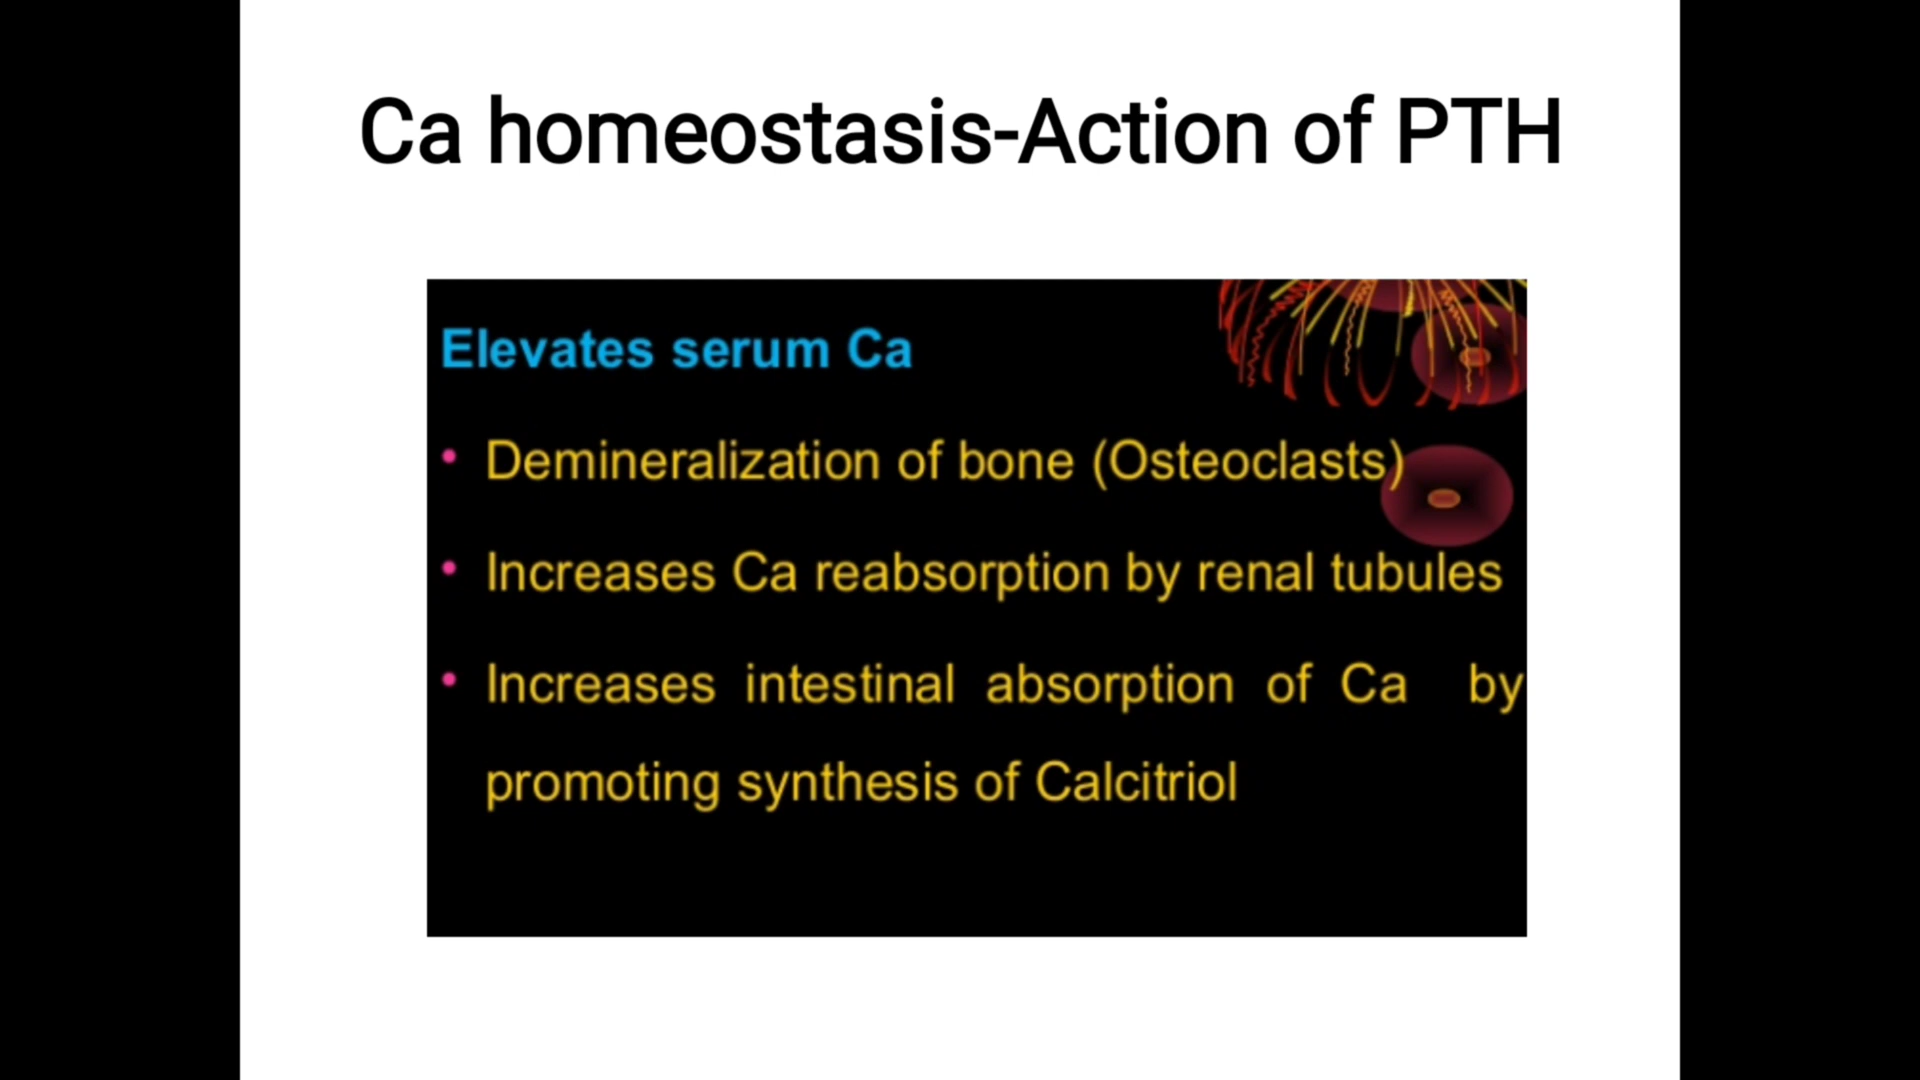 Ca homeostasis-Action of PTH
Elevates serum Ca
• Demineralization of bone (Osteoclasts)
• Increases Ca reabsorption by renal tubules
• Increases intestinal absorption of Ca by
promoting synthesis of Calcitriol